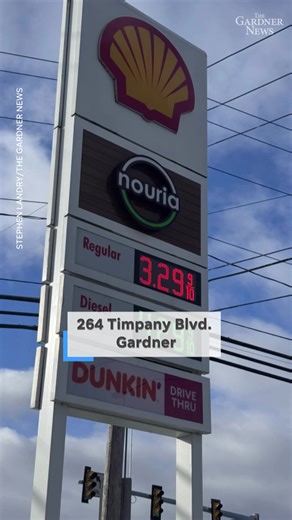 THE
GARDNER
NEWS
STEPHEN LANDRY/THE GARDNER NEWS
nouria
Regular 3.29 9/10
Diesel
264 Timpany Blvd.
Gardner
DUNKIN' DRIVE
THRU